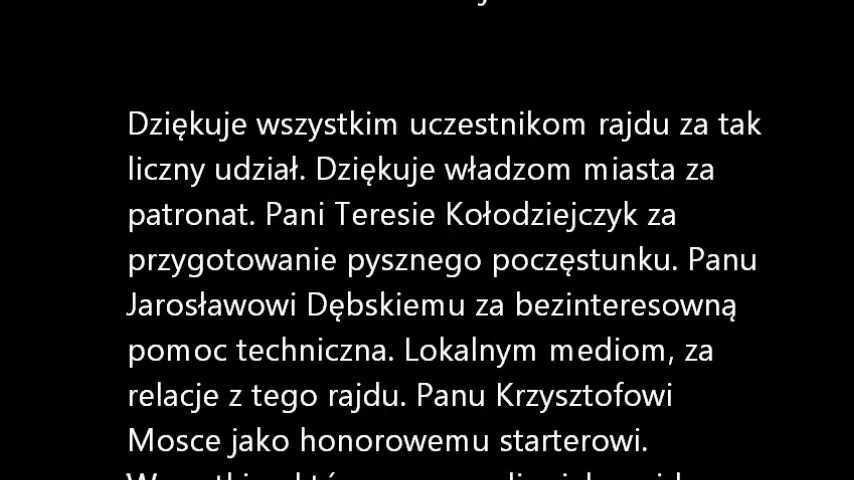 Dziękuje wszystkim uczestnikom rajdu za tak
liczny udział. Dziękuje władzom miasta za
patronat. Pani Teresie Kołodziejczyk za
przygotowanie pysznego poczęstunku. Panu
Jarosławowi Dębskiemu za bezinteresowną
pomoc techniczna. Lokalnym mediom, za
relacje z tego rajdu. Panu Krzysztofowi
Mosce jako honorowemu starterowi.